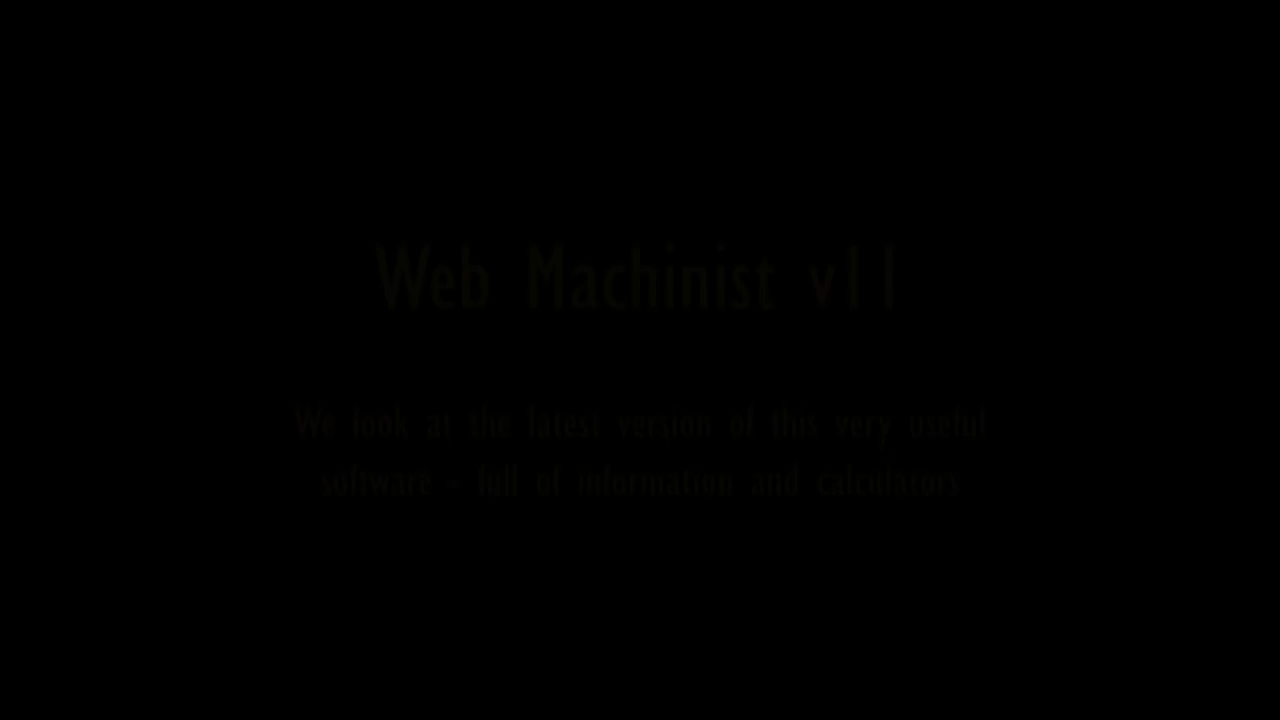 Web Machinist v11
We look at the latest version of this very useful
software - full of information and calculators